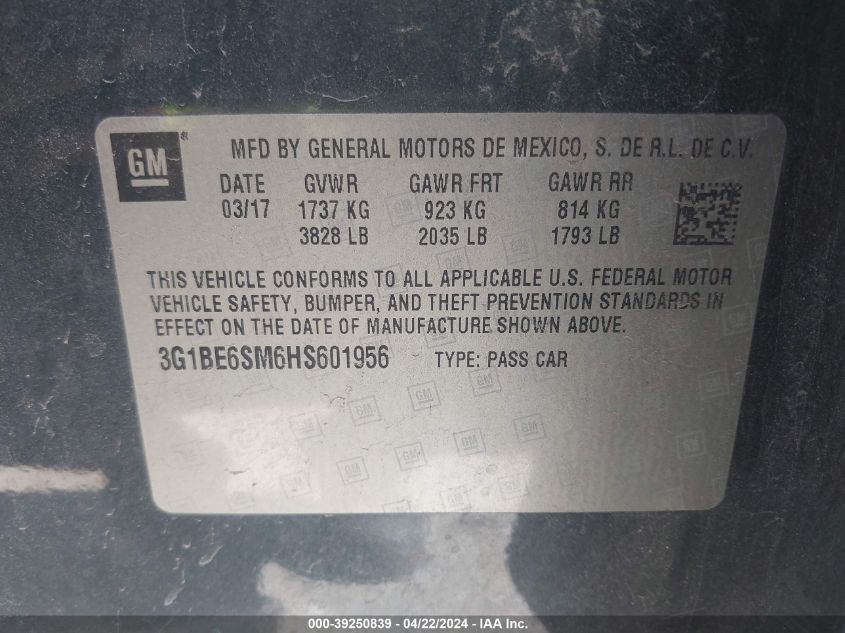 GM
MFD BY GENERAL MOTORS DE MEXICO, S. DE R.L. DE C.V.
DATE GVWR GAWR FRT GAWR RR
03/17 1737 KG 923 KG 814 KG
3828 LB 2035 LB 1793 LB
THIS VEHICLE CONFORMS TO ALL APPLICABLE U.S. FEDERAL MOTOR
VEHICLE SAFETY, BUMPER, AND THEFT PREVENTION STANDARDS IN
EFFECT ON THE DATE OF MANUFACTURE SHOWN ABOVE.
3G1BE6SM6HS601956 TYPE: PASS CAR
000-39250839 - 04/22/2024 - IAA Inc.